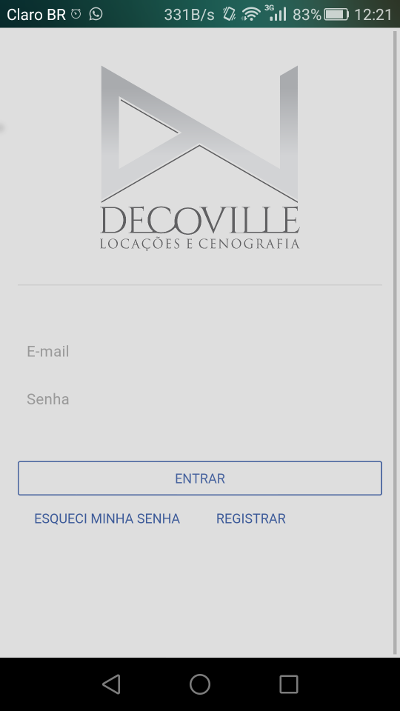 Claro BR 331B/s 3G 83% 12:21
DECOVILLE
LOCAÇÕES E CENOGRAFIA
E-mail
Senha
ENTRAR
ESQUECI MINHA SENHA REGISTRAR